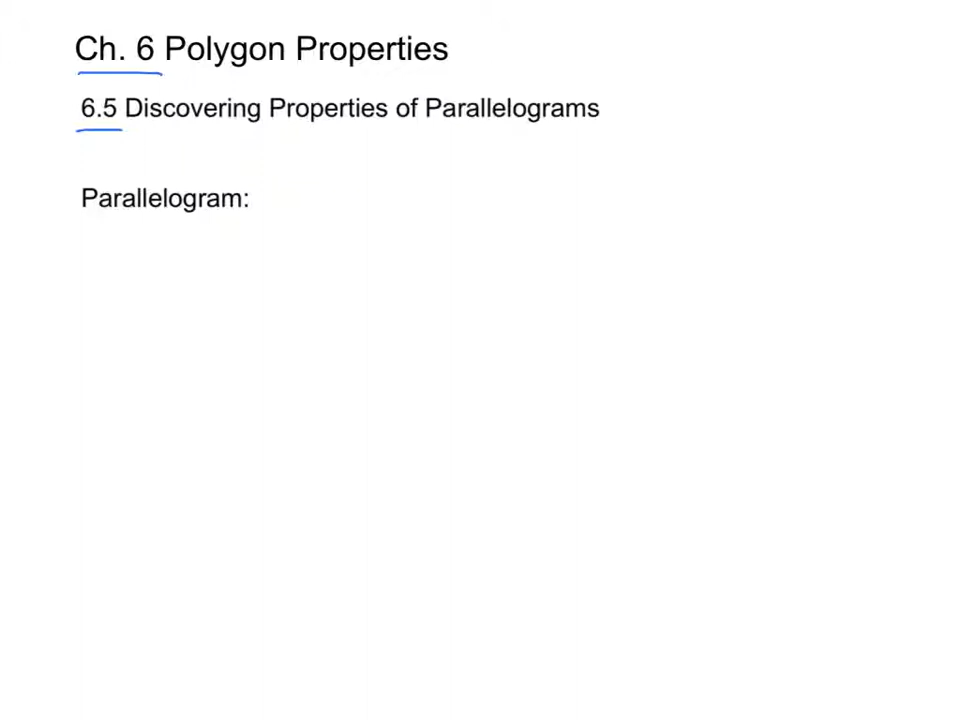 Ch. 6 Polygon Properties
6.5 Discovering Properties of Parallelograms
Parallelogram: